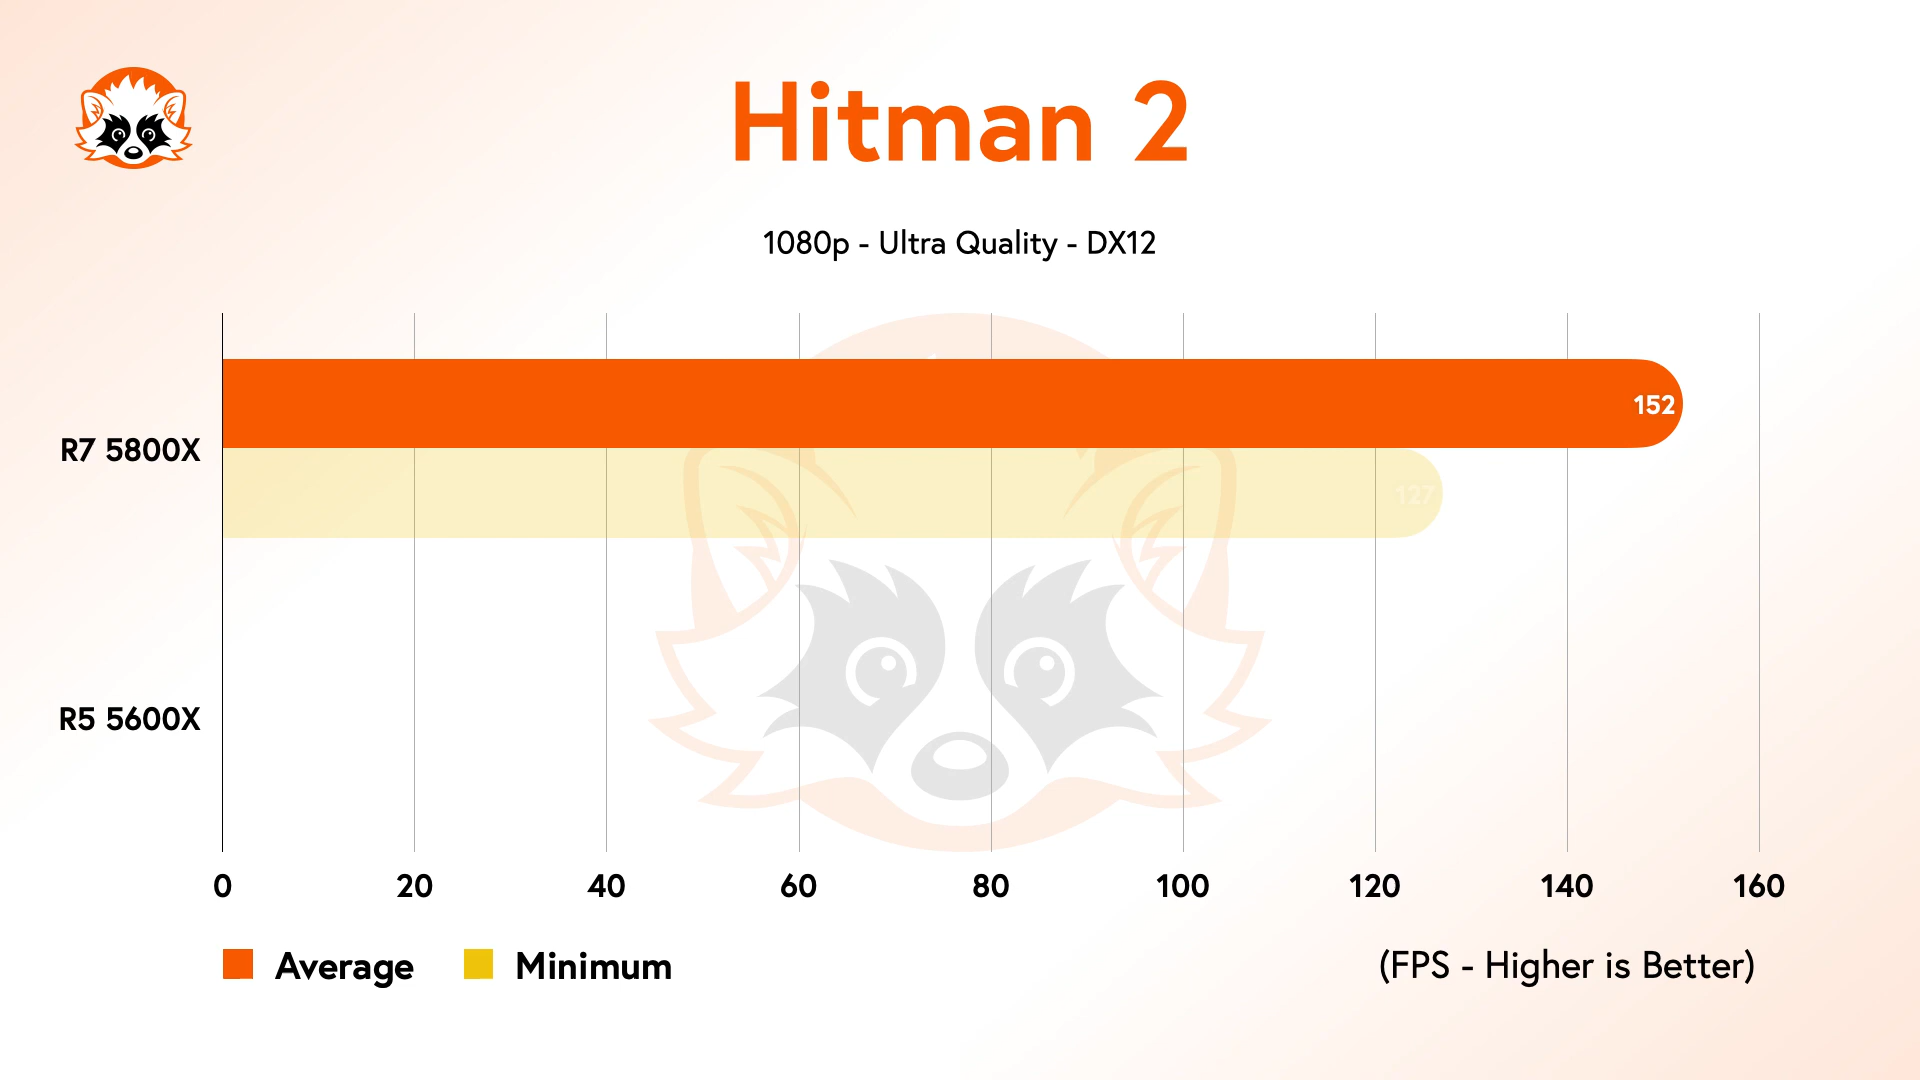 Hitman 2
1080p - Ultra Quality - DX12
152
R7 5800X
127
R5 5600X
0 20 40 60 80 100 120 140 160
Average Minimum (FPS - Higher is Better)